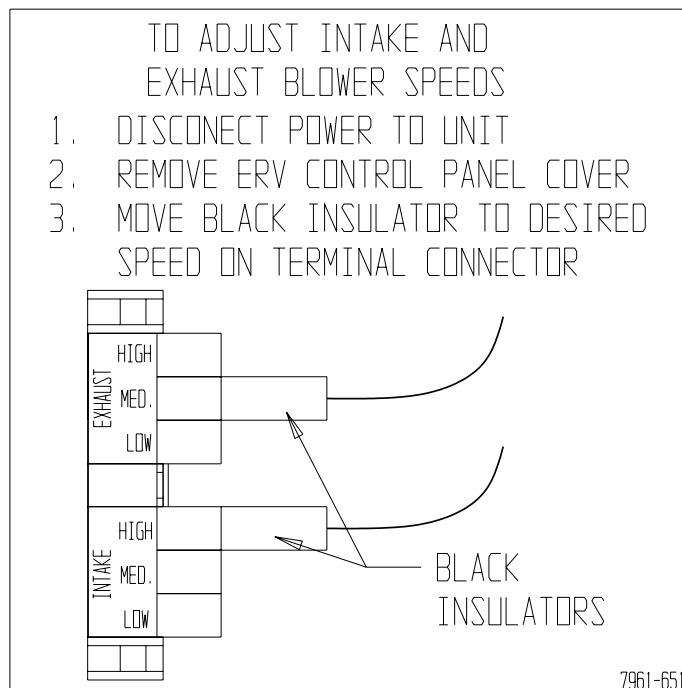 TO ADJUST INTAKE AND
EXHAUST BLOWER SPEEDS
1. DISCONECT POWER TO UNIT
2. REMOVE ERV CONTROL PANEL COVER
3. MOVE BLACK INSULATOR TO DESIRED
SPEED ON TERMINAL CONNECTOR
EXHAUST
HIGH
MED.
LOW
INTAKE
HIGH
MED.
LOW
BLACK
INSULATORS
7961-651